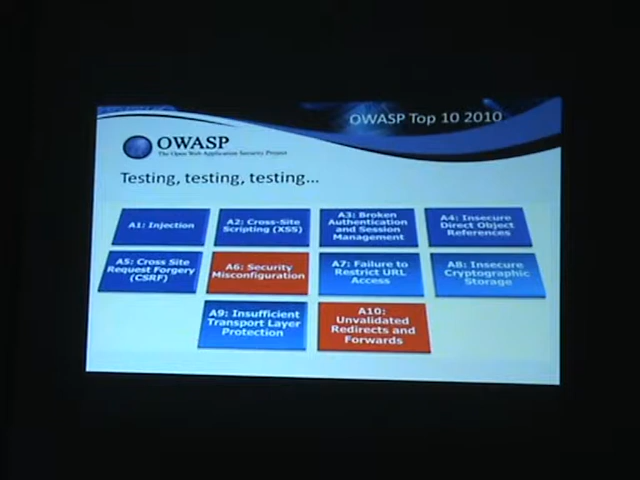 OWASP Top 10 2010
OWASP
The Open Web Application Security Project
Testing, testing, testing...
A1: Injection
A2: Cross-Site
Scripting (XSS)
A3: Broken
Authentication
and Session
Management
A4: Insecure
Direct Object
References
A5: Cross Site
Request Forgery
(CSRF)
A6: Security
Misconfiguration
A7: Failure to
Restrict URL
Access
A8: Insecure
Cryptographic
Storage
A9: Insufficient
Transport Layer
Protection
A10:
Unvalidated
Redirects and
Forwards